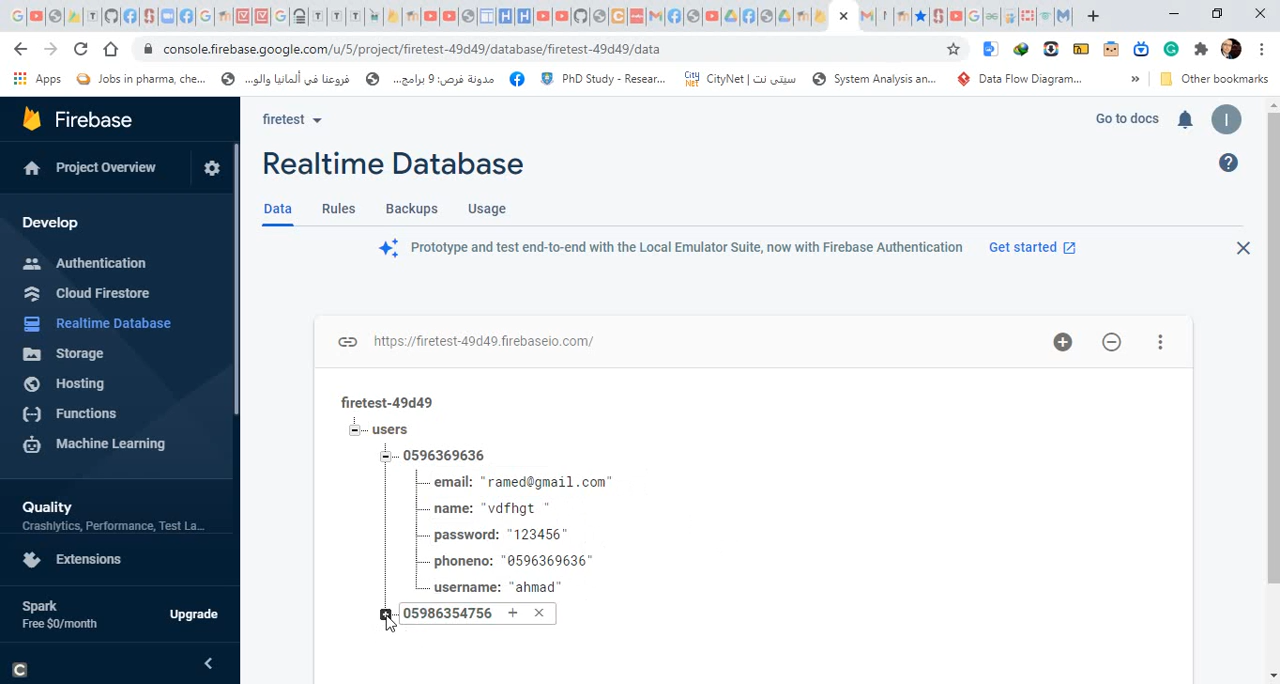 console.firebase.google.com/u/5/project/firetest-49d49/database/firetest-49d49/data
Apps
Jobs in pharma, che...
فروعنا في ألمانيا والو...
مدونة فرص: 9 برامج...
PhD Study - Resear...
CityNet | سيتي نت
System Analysis an...
Data Flow Diagram...
»
Other bookmarks
Firebase
firetest
Go to docs
I
Project Overview
Realtime Database
Develop
Data
Rules
Backups
Usage
Prototype and test end-to-end with the Local Emulator Suite, now with Firebase Authentication
Get started
Authentication
Cloud Firestore
Realtime Database
Storage
Hosting
Functions
Machine Learning
https://firetest-49d49.firebaseio.com/
firetest-49d49
users
0596369636
email: "ramed@gmail.com"
name: "vdfhgt "
password: "123456"
phoneno: "0596369636"
username: "ahmad"
05986354756
Quality
Crashlytics, Performance, Test La...
Extensions
Spark
Free $0/month
Upgrade